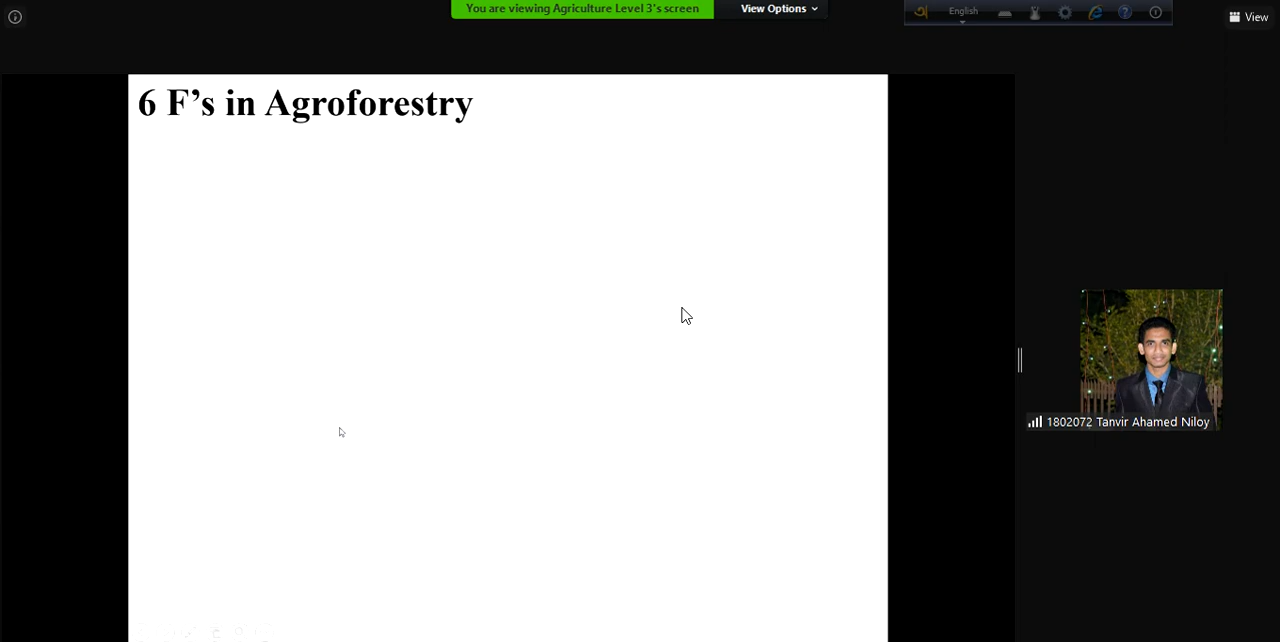 You are viewing Agriculture Level 3's screen
View Options
অ
English
View
6 F’s in Agroforestry
1802072 Tanvir Ahamed Niloy